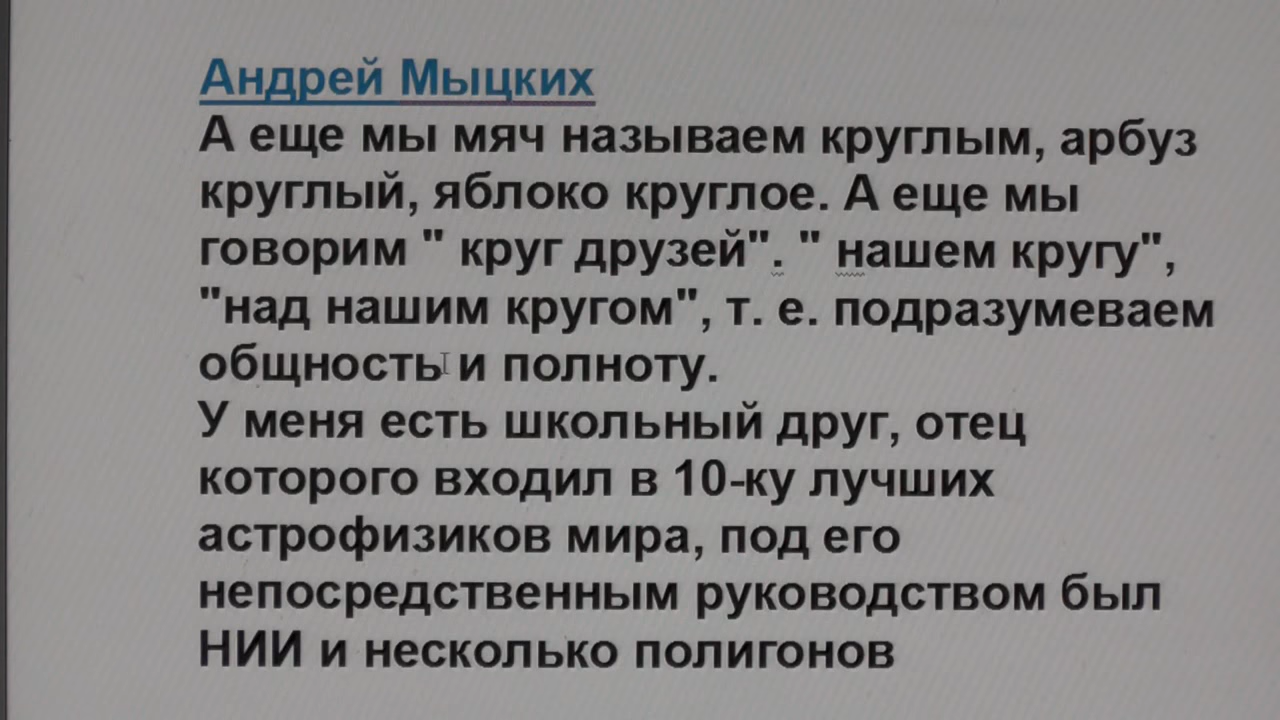 Андрей Мыцких
А еще мы мяч называем круглым, арбуз
круглый, яблоко круглое. А еще мы
говорим " круг друзей". " нашем кругу",
"над нашим кругом", т. е. подразумеваем
общность и полноту.
У меня есть школьный друг, отец
которого входил в 10-ку лучших
астрофизиков мира, под его
непосредственным руководством был
НИИ и несколько полигонов